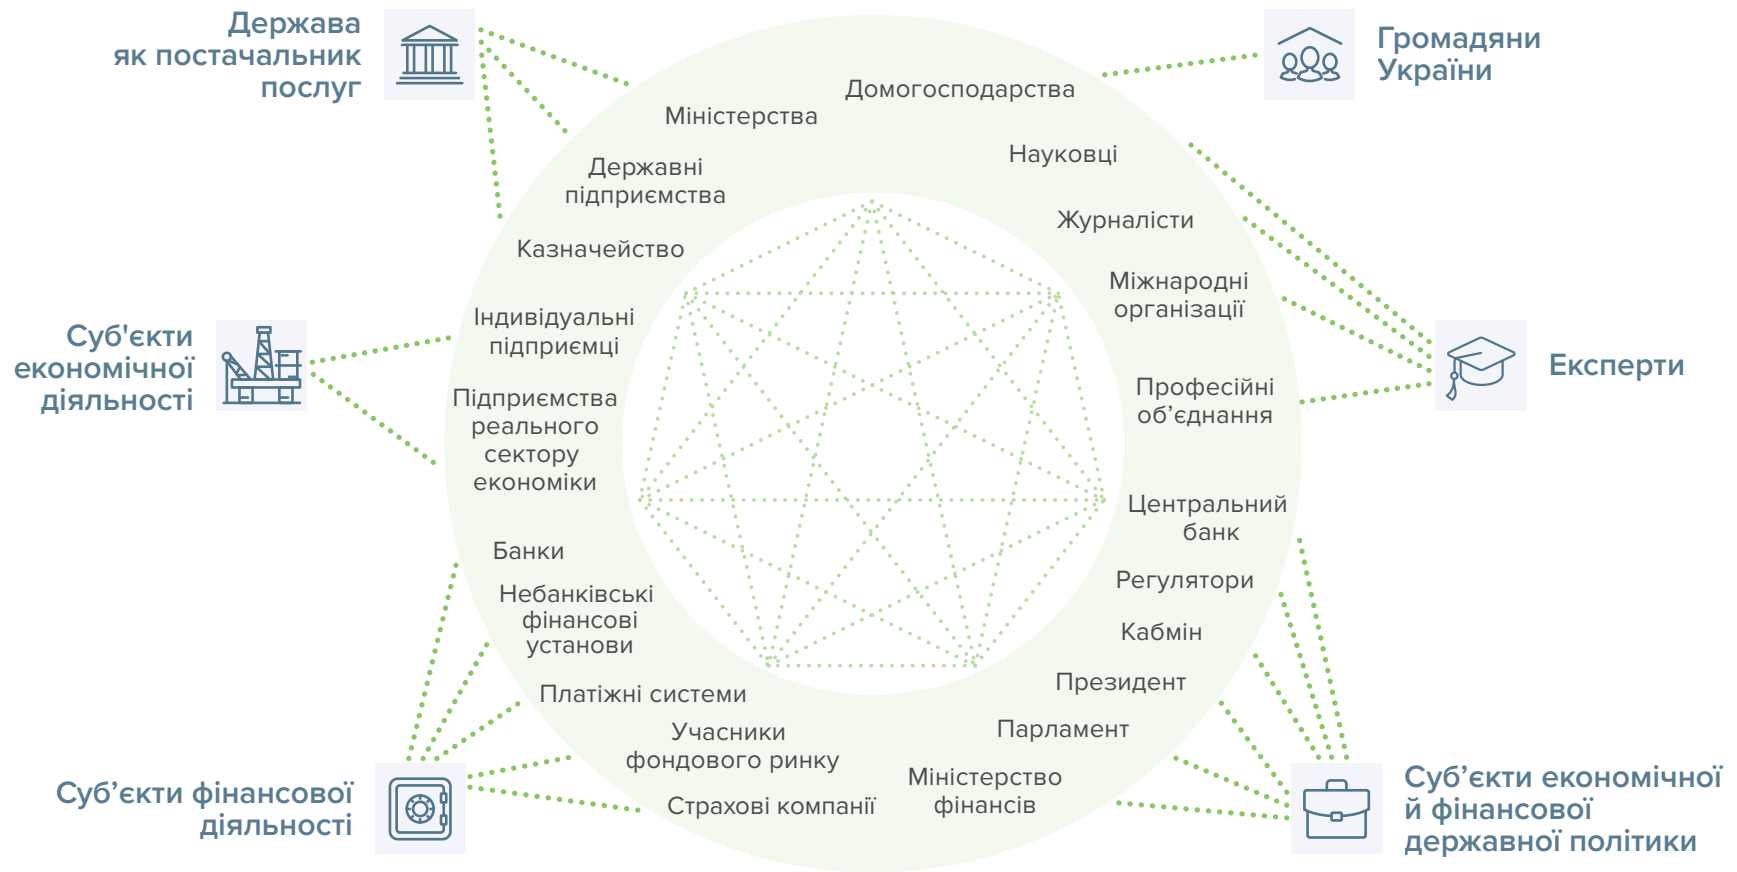 Держава
як постачальник
послуг
Громадяни
України
Домогосподарства
Міністерства
Науковці
Державні
підприємства
Журналісти
Казначейство
Міжнародні
організації
Індивідуальні
підприємці
Суб'єкти
економічної
діяльності
Експерти
Професійні
об’єднання
Підприємства
реального
сектору
економіки
Центральний
банк
Банки
Регулятори
Небанківські
фінансові
установи
Кабмін
Президент
Платіжні системи
Парламент
Учасники
фондового ринку
Міністерство
фінансів
Страхові компанії
Суб’єкти фінансової
діяльності
Суб’єкти економічної
й фінансової
державної політики